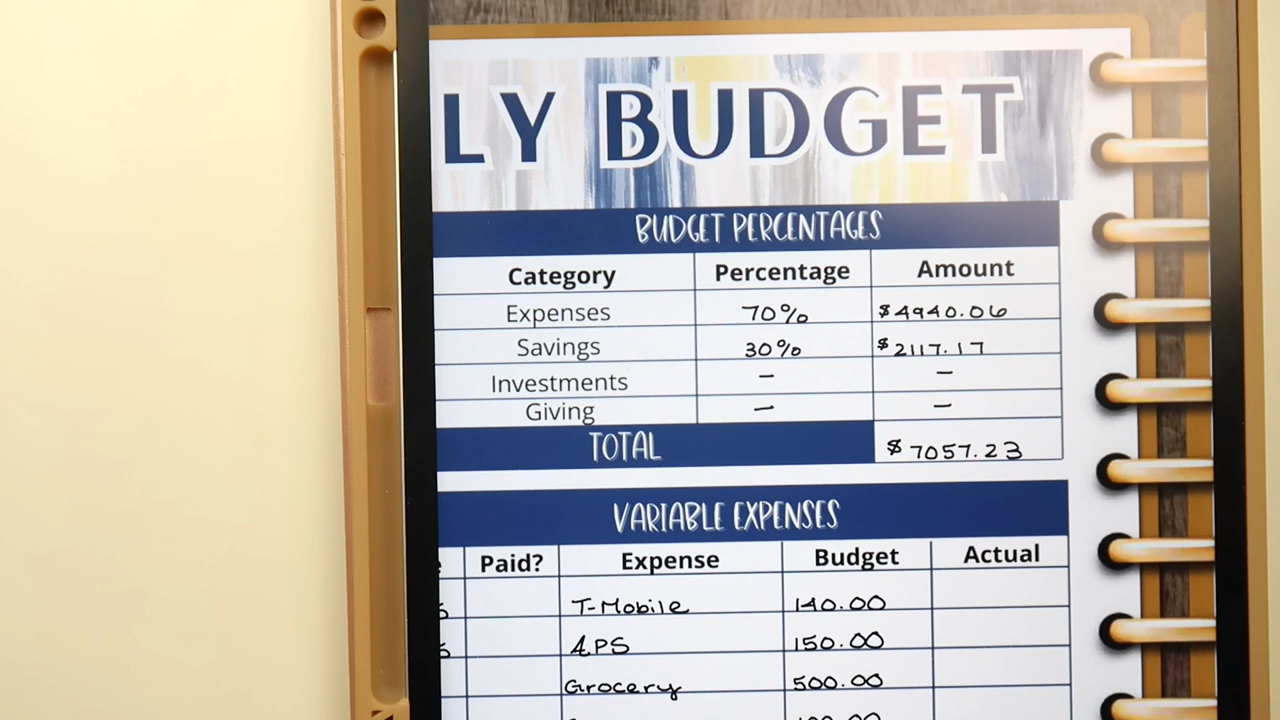 LY BUDGET
BUDGET PERCENTAGES
Category Percentage Amount
Expenses 70% $4940.06
Savings 30% $2117.17
Investments – –
Giving – –
TOTAL $7057.23
VARIABLE EXPENSES
Paid? Expense Budget Actual
T-Mobile 140.00
APS 150.00
Grocery 500.00